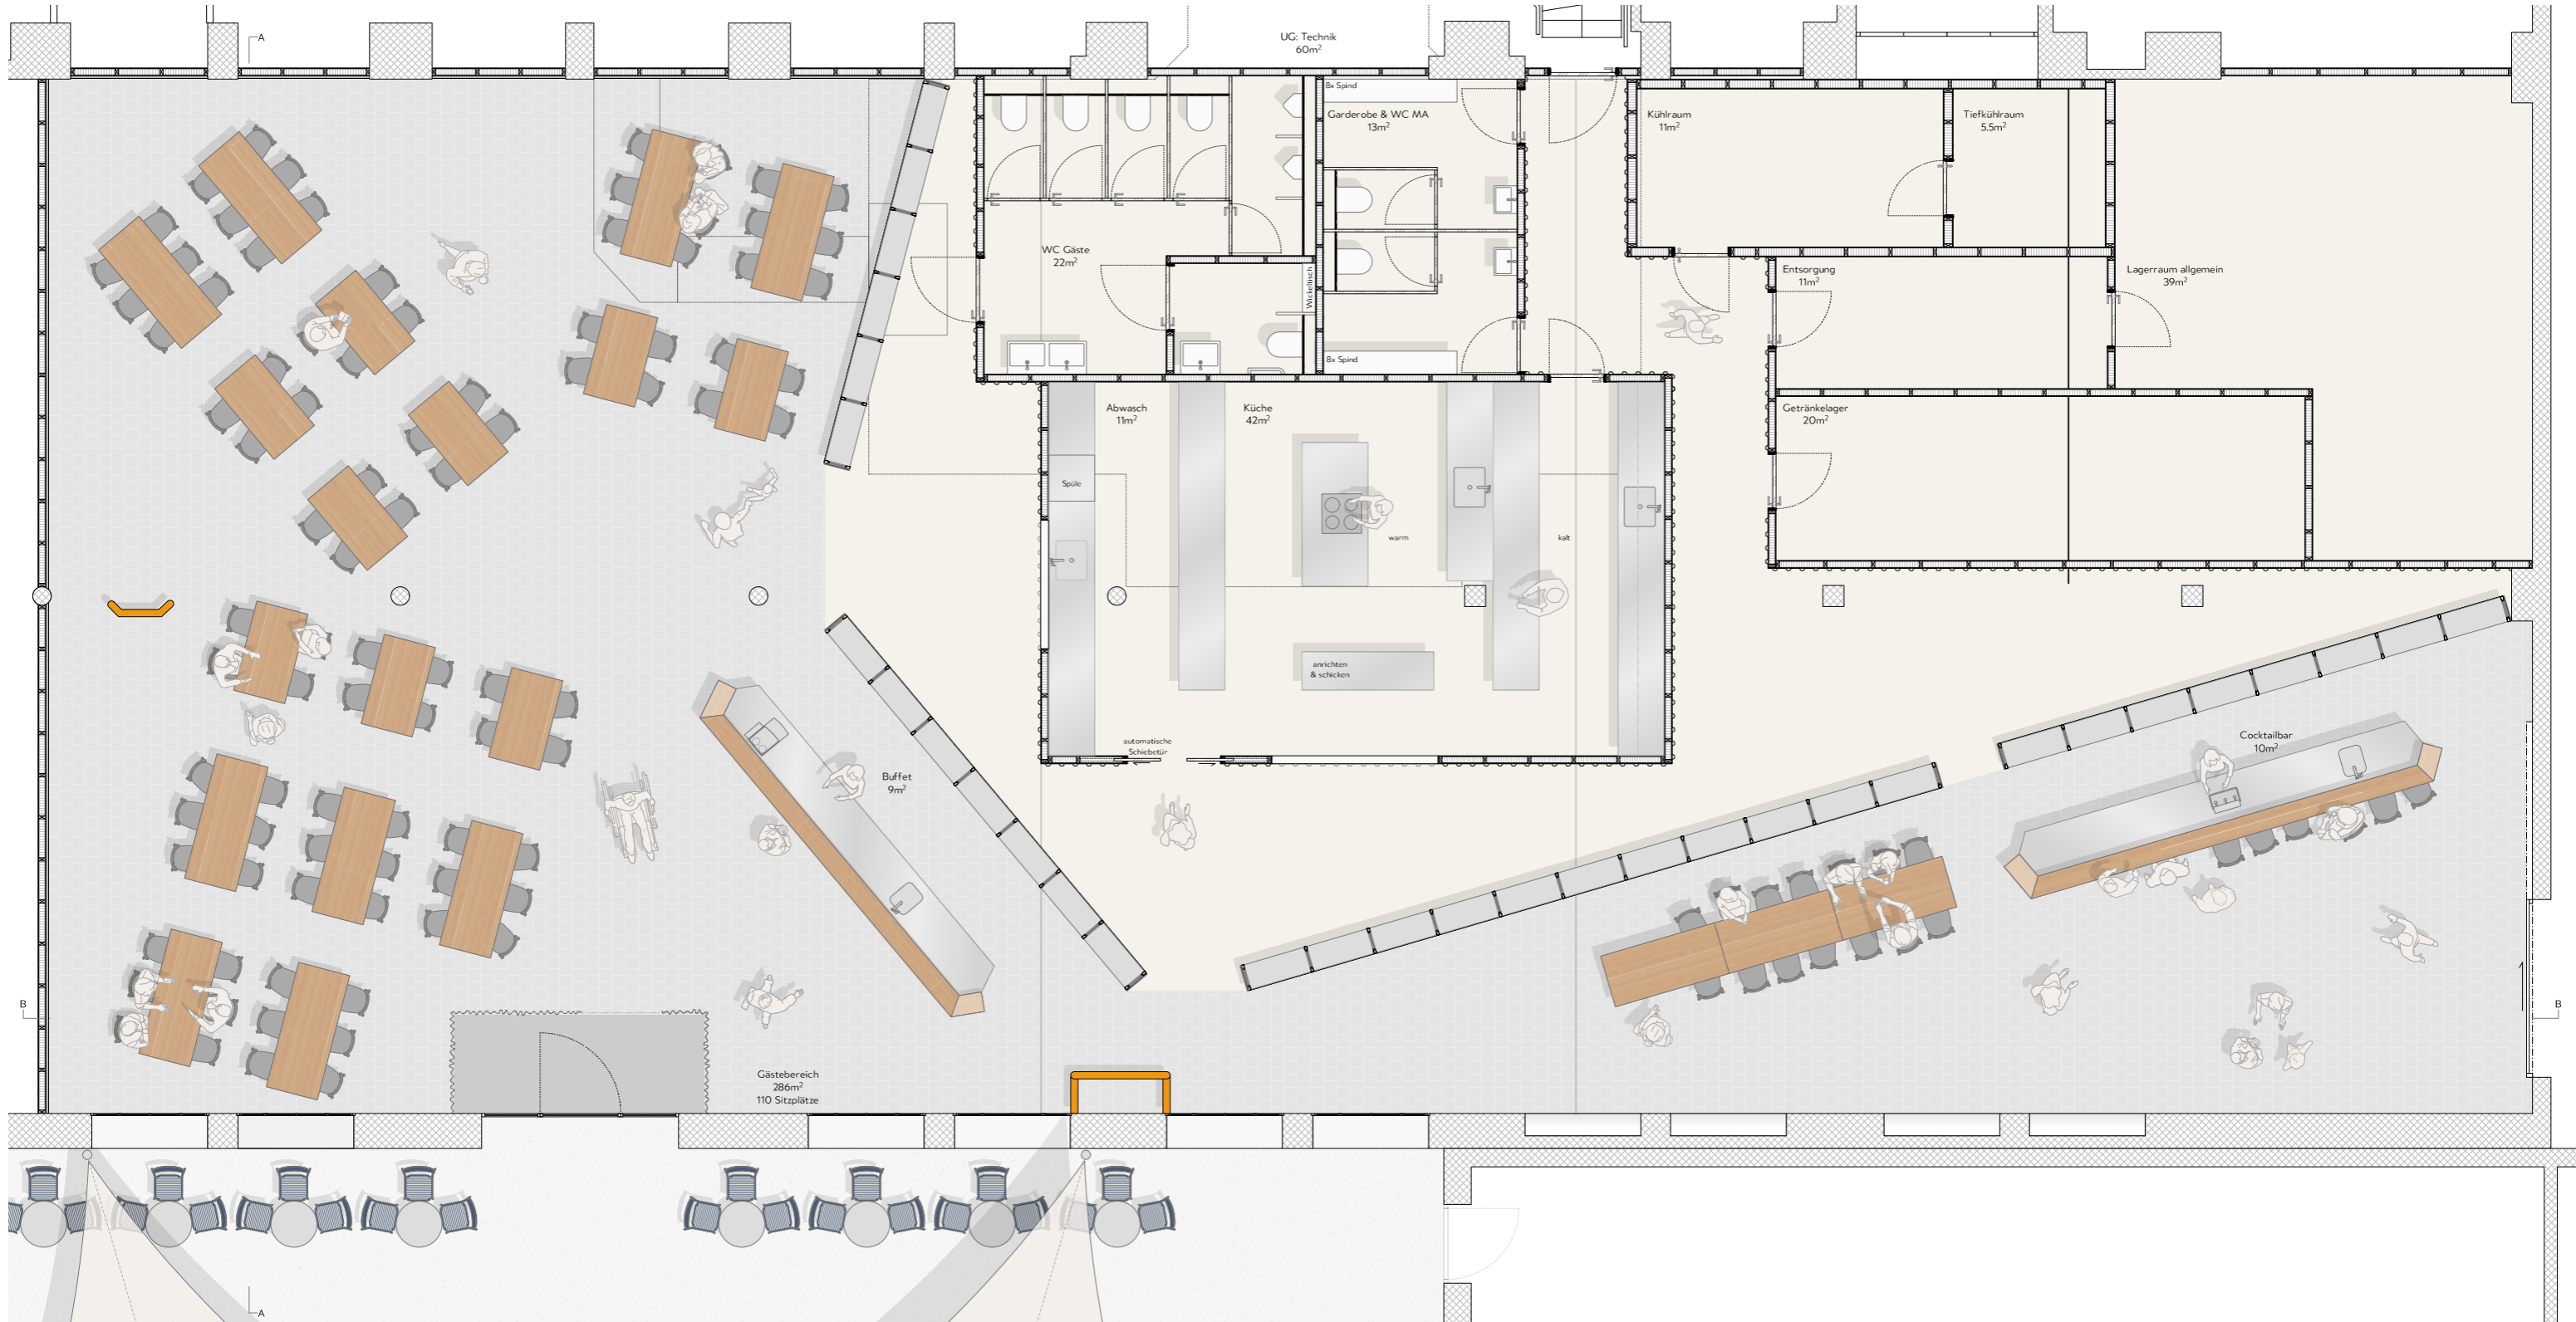 A
UG: Technik
60m²
8x Spind
Garderobe & WC MA
13m²
Kühlraum
11m²
Tiefkühlraum
5.5m²
WC Gäste
22m²
Wickeltisch
Entsorgung
11m²
Lagerraum allgemein
39m²
8x Spind
Abwasch
11m²
Küche
42m²
Getränkelager
20m²
Spüle
warm
kalt
anrichten
& schicken
automatische
Schiebetür
Cocktailbar
10m²
Buffet
9m²
B
B
Gästebereich
286m²
110 Sitzplätze
A